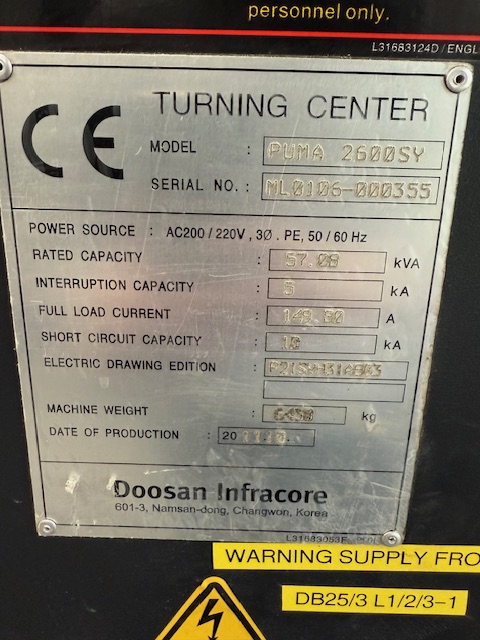 personnel only.
L31683124D / ENGL
CE
TURNING CENTER
MODEL : PUMA 2600SY
SERIAL NO. : ML0106-000355
POWER SOURCE : AC200 / 220V , 3Ø . PE, 50 / 60 Hz
RATED CAPACITY : 57.08 kVA
INTERRUPTION CAPACITY : 5 kA
FULL LOAD CURRENT : A
SHORT CIRCUIT CAPACITY : 10 kA
ELECTRIC DRAWING EDITION :
MACHINE WEIGHT : 6450 kg
DATE OF PRODUCTION : 20
Doosan Infracore
601-3, Namsan-dong, Changwon, Korea
WARNING SUPPLY FRO
DB25/3 L1/2/3-1